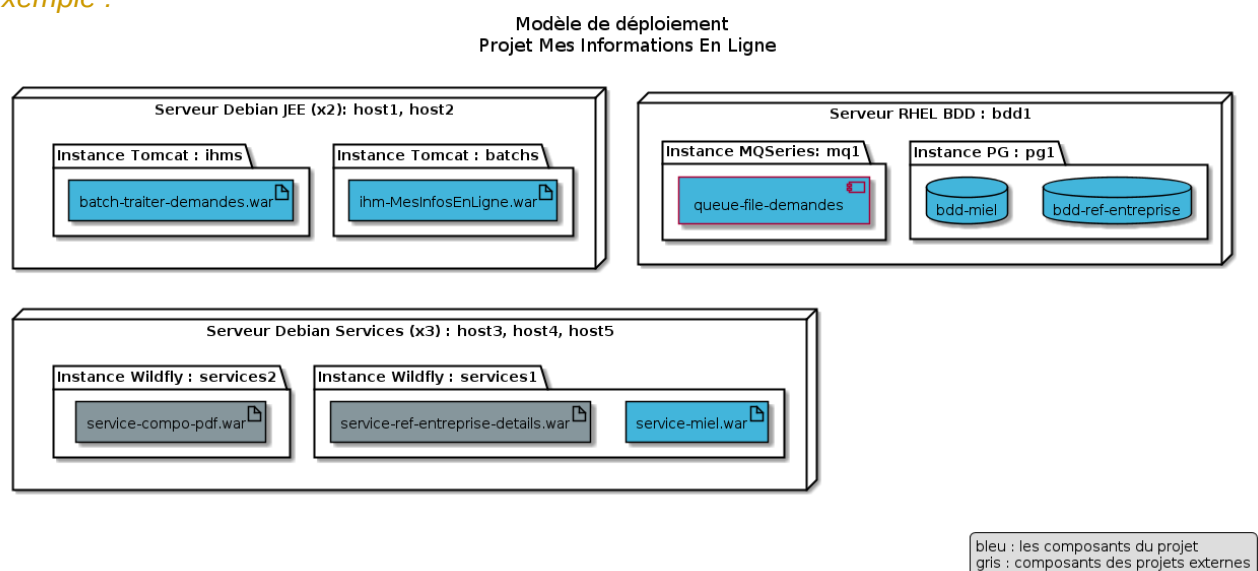 xemple :
Modèle de déploiement
Projet Mes Informations En Ligne
Serveur Debian JEE (x2): host1, host2
Instance Tomcat : ihms
batch-traiter-demandes.war
Instance Tomcat : batchs
ihm-MesInfosEnLigne.war
Serveur RHEL BDD : bdd1
Instance MQSeries: mq1
queue-file-demandes
Instance PG : pg1
bdd-miel
bdd-ref-entreprise
Serveur Debian Services (x3) : host3, host4, host5
Instance Wildfly : services2
service-compo-pdf.war
Instance Wildfly : services1
service-ref-entreprise-details.war
service-miel.war
bleu : les composants du projet
gris : composants des projets externes